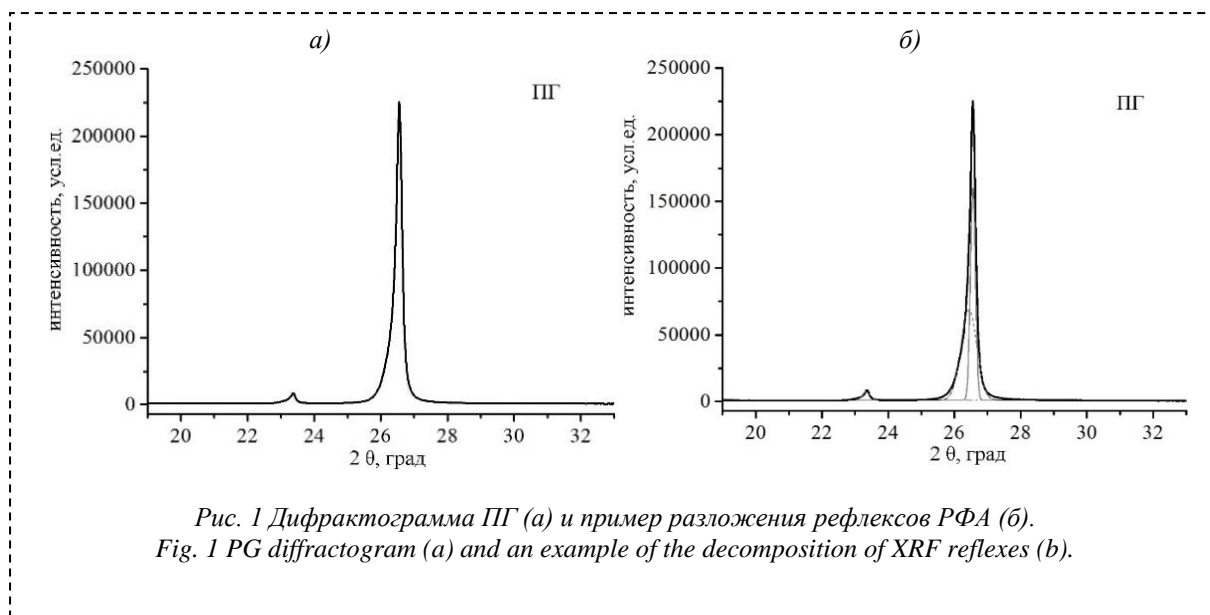 а)
б)
250000
ПГ
200000
150000
100000
50000
0
интенсивность, усл.ед.
20 22 24 26 28 30 32
2 θ, град
250000
ПГ
200000
150000
100000
50000
0
интенсивность, усл.ед.
20 22 24 26 28 30 32
2 θ, град
Рис. 1 Дифрактограмма ПГ (а) и пример разложения рефлексов РФА (б).
Fig. 1 PG diffractogram (a) and an example of the decomposition of XRF reflexes (b).